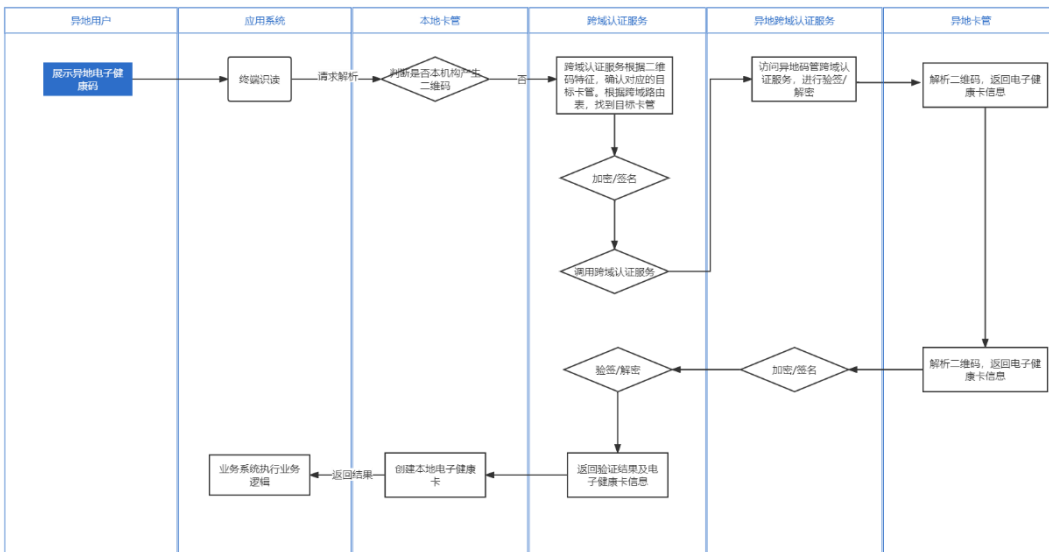 异地用户
应用系统
本地卡管
跨域认证服务
异地跨域认证服务
异地卡管
展示异地电子健
康码
终端识读
请求解析
判断是否本机构产生
二维码
否
跨域认证服务根据二维
码特征，确认对应的目
标卡管。根据跨域路由
表，找到目标卡管
访问异地码管跨域认
证服务，进行验签/
解密
解析二维码，返回电子健
康卡信息
加密/签名
调用跨域认证服务
验签/解密
加密/签名
解析二维码，返回电子健
康卡信息
业务系统执行业务
逻辑
返回结果
创建本地电子健康
卡
返回验证结果及电
子健康卡信息